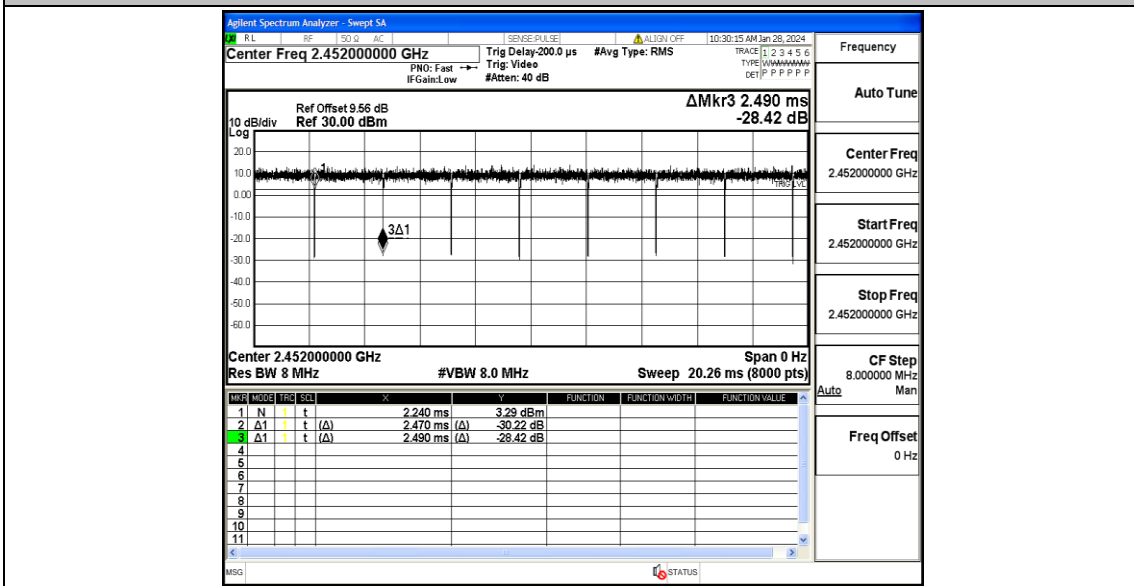 Agilent Spectrum Analyzer - Swept SA
RL RF 50 Ω AC SENSE:PULSE ALIGN OFF 10:30:15 AM Jan 28, 2024
Center Freq 2.452000000 GHz
PNO: Fast
IFGain:Low
Trig Delay-200.0 µs
Trig: Video
#Atten: 40 dB
#Avg Type: RMS
TRACE 1 2 3 4 5 6
TYPE
DET P P P P P P
Ref Offset 9.56 dB
Ref 30.00 dBm
10 dB/div
Log
ΔMkr3 2.490 ms
-28.42 dB
20.0
10.0
0.00
-10.0
-20.0
-30.0
-40.0
-50.0
-60.0
1
3Δ1
TRIG LVL
Center 2.452000000 GHz Span 0 Hz
Res BW 8 MHz #VBW 8.0 MHz Sweep 20.26 ms (8000 pts)
MKR MODE TRC SCL X Y FUNCTION FUNCTION WIDTH FUNCTION VALUE
1 N 1 t 2.240 ms 3.29 dBm
2 Δ1 1 t (Δ) 2.470 ms (Δ) -30.22 dB
3 Δ1 1 t (Δ) 2.490 ms (Δ) -28.42 dB
4
5
6
7
8
9
10
11
MSG STATUS
Frequency
Auto Tune
Center Freq
2.452000000 GHz
Start Freq
2.452000000 GHz
Stop Freq
2.452000000 GHz
CF Step
8.000000 MHz
Auto Man
Freq Offset
0 Hz